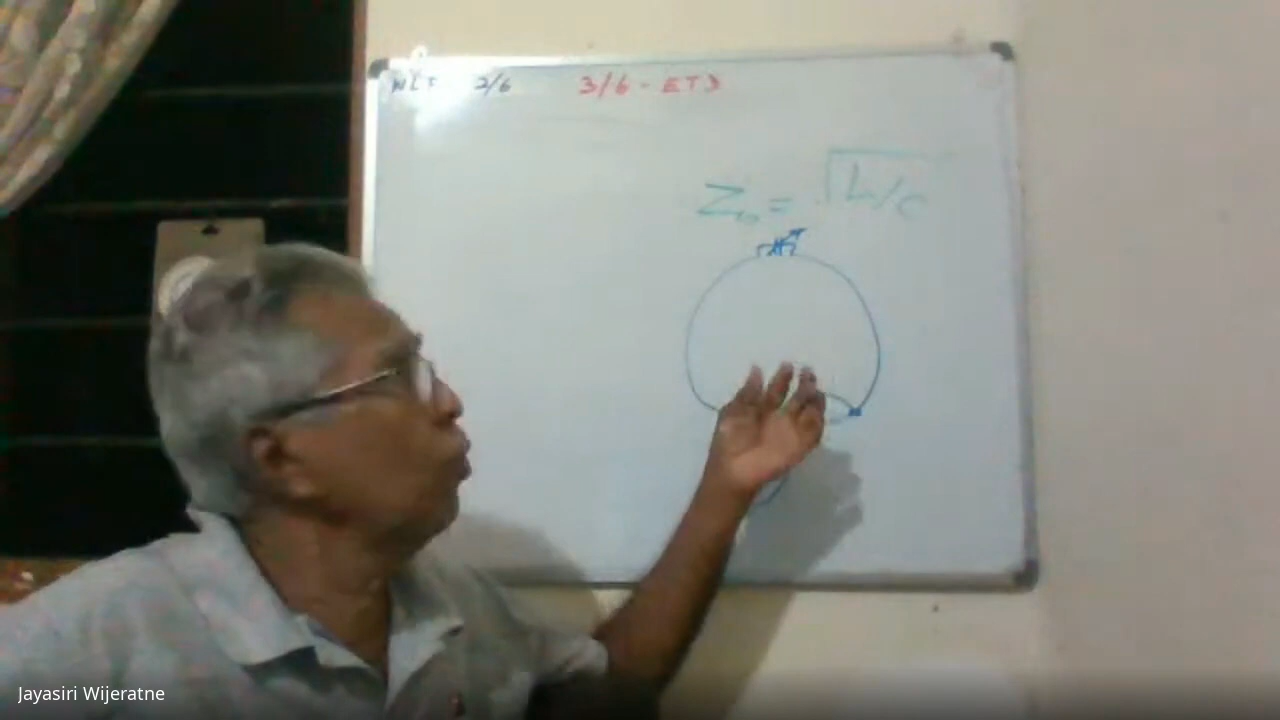 2/6 3/6 - ETD
Z₀ = √L/C
Jayasiri Wijeratne